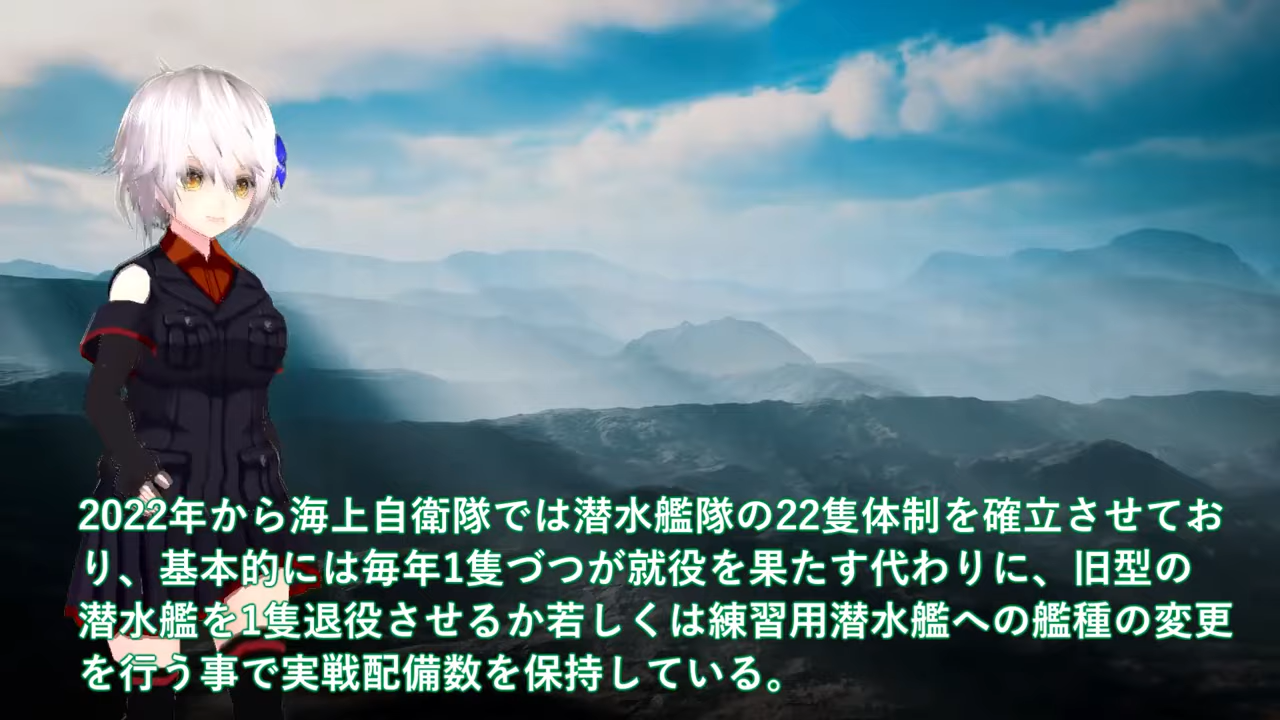 2022年から海上自衛隊では潜水艦隊の22隻体制を確立させてお
り、基本的には毎年1隻づつが就役を果たす代わりに、旧型の
潜水艦を1隻退役させるか若しくは練習用潜水艦への艦種の変更
を行う事で実戦配備数を保持している。